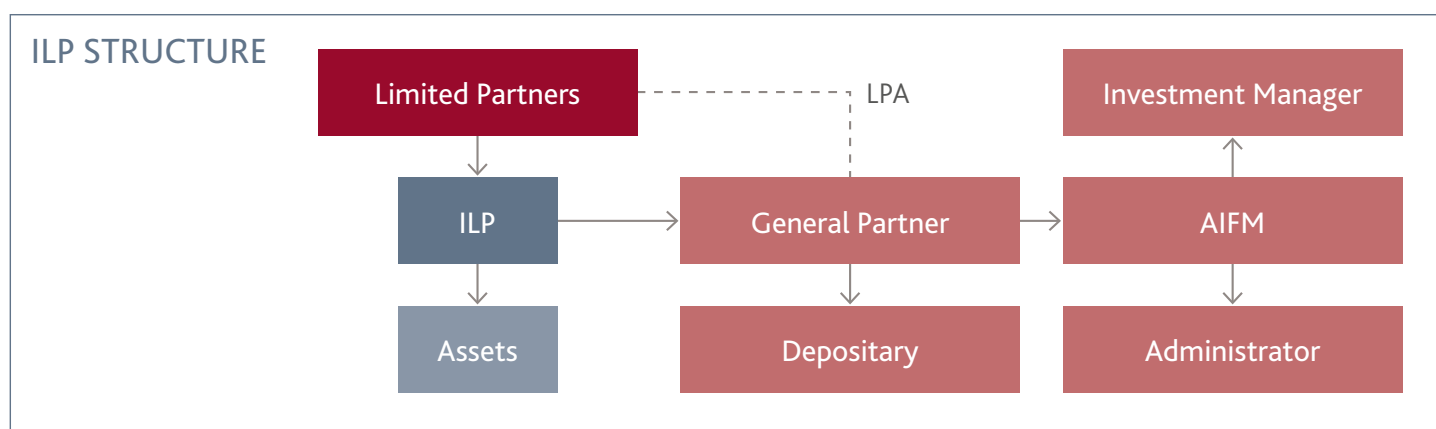 ILP STRUCTURE
Limited Partners
LPA
Investment Manager
ILP
General Partner
AIFM
Assets
Depositary
Administrator